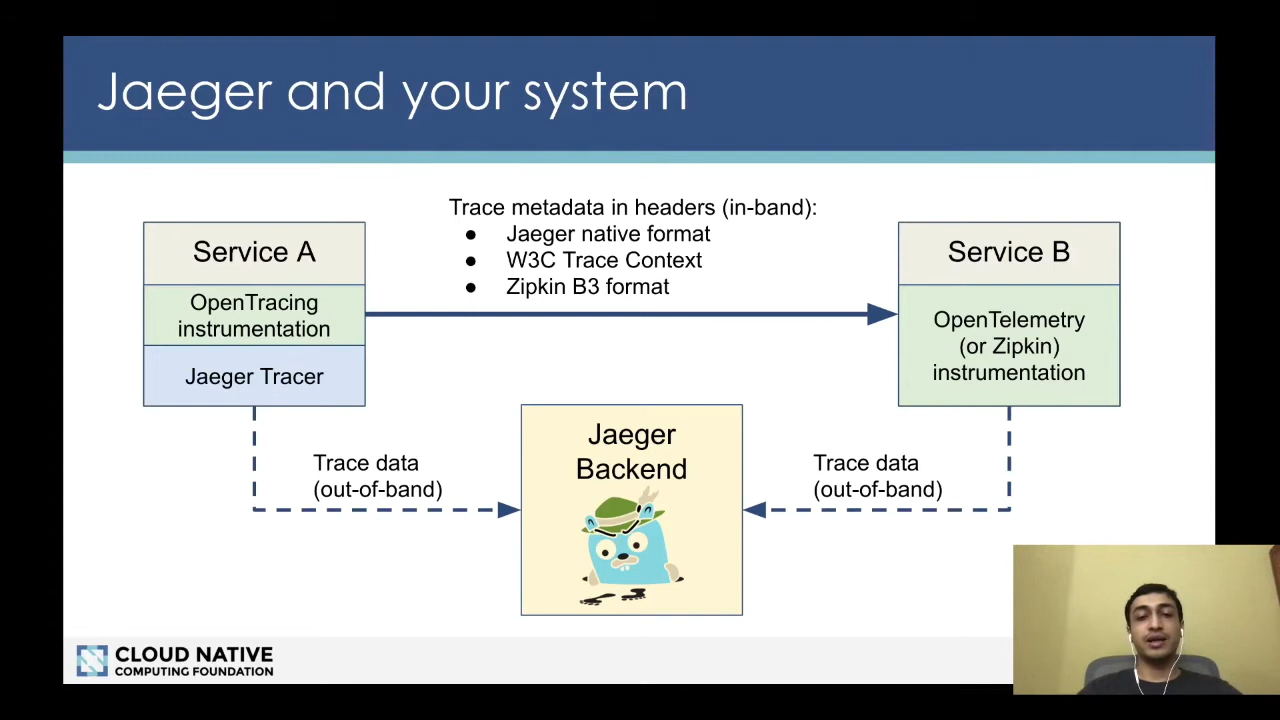 Jaeger and your system
Trace metadata in headers (in-band):
● Jaeger native format
● W3C Trace Context
● Zipkin B3 format
Service A
OpenTracing
instrumentation
Jaeger Tracer
Service B
OpenTelemetry
(or Zipkin)
instrumentation
Trace data
(out-of-band)
Jaeger
Backend
Trace data
(out-of-band)
CLOUD NATIVE
COMPUTING FOUNDATION